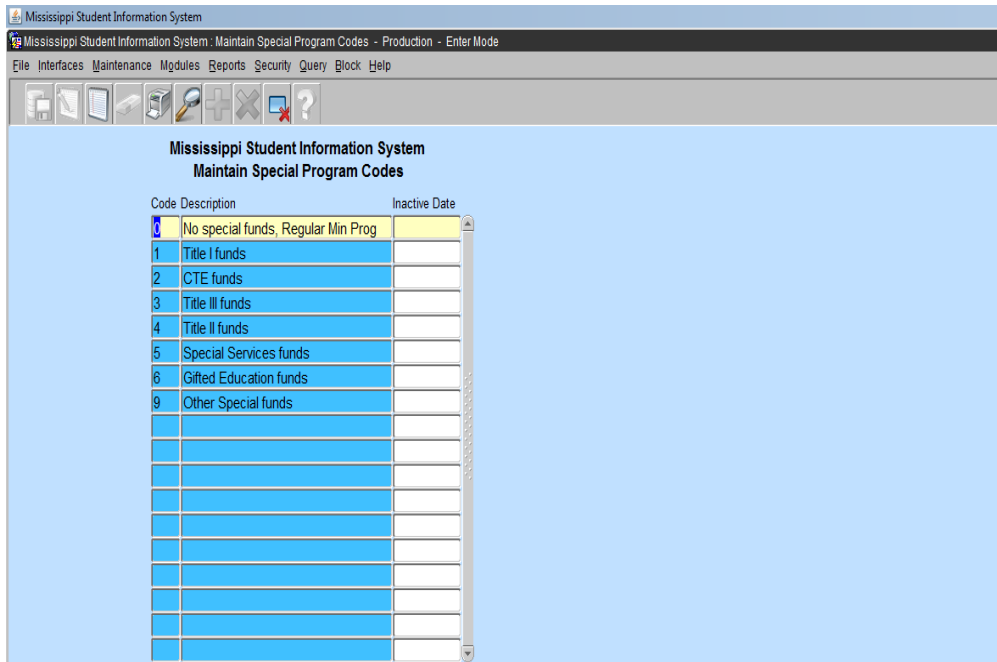 Mississippi Student Information System
Mississippi Student Information System : Maintain Special Program Codes - Production - Enter Mode
File Interfaces Maintenance Modules Reports Security Query Block Help
Mississippi Student Information System
Maintain Special Program Codes
Code Description Inactive Date
0 No special funds, Regular Min Prog
1 Title I funds
2 CTE funds
3 Title III funds
4 Title II funds
5 Special Services funds
6 Gifted Education funds
9 Other Special funds